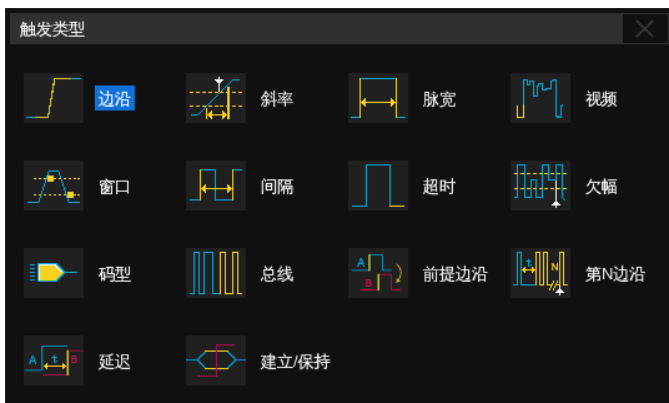 触发类型
边沿 斜率 脉宽 视频
窗口 间隔 超时 欠幅
码型 总线 A B 前提边沿 t N 第N边沿
A t B 延迟 建立/保持